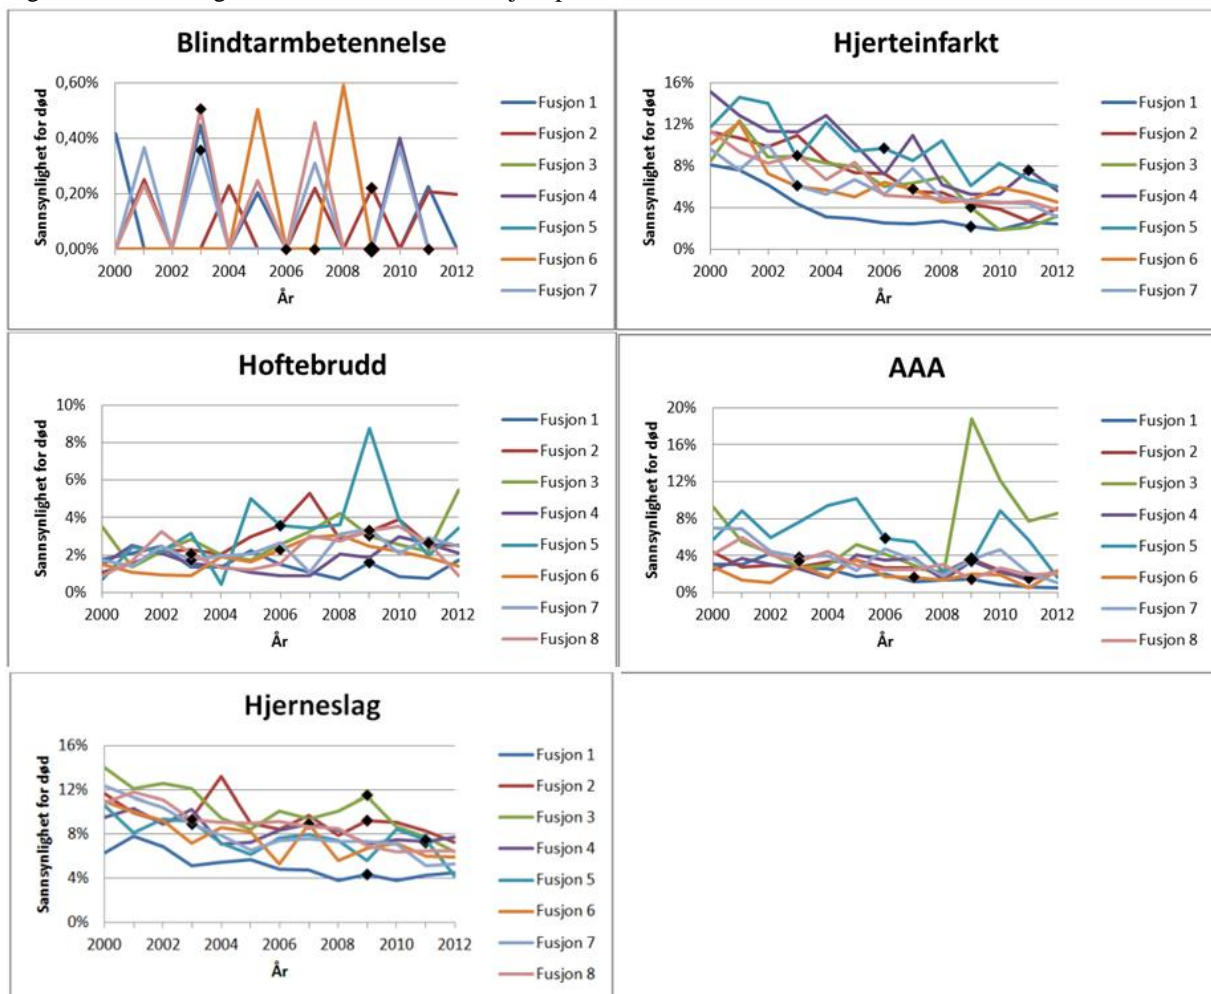 Blindtarmbetennelse
Sannsynlighet for død
0,60%
0,40%
0,20%
0,00%
2000 2002 2004 2006 2008 2010 2012
År
Fusjon 1
Fusjon 2
Fusjon 3
Fusjon 4
Fusjon 5
Fusjon 6
Fusjon 7
Hjerteinfarkt
Sannsynlighet for død
16%
12%
8%
4%
0%
2000 2002 2004 2006 2008 2010 2012
År
Fusjon 1
Fusjon 2
Fusjon 3
Fusjon 4
Fusjon 5
Fusjon 6
Fusjon 7
Hoftebrudd
Sannsynlighet for død
10%
8%
6%
4%
2%
0%
2000 2002 2004 2006 2008 2010 2012
År
Fusjon 1
Fusjon 2
Fusjon 3
Fusjon 4
Fusjon 5
Fusjon 6
Fusjon 7
Fusjon 8
AAA
Sannsynlighet for død
20%
16%
12%
8%
4%
0%
2000 2002 2004 2006 2008 2010 2012
År
Fusjon 1
Fusjon 2
Fusjon 3
Fusjon 4
Fusjon 5
Fusjon 6
Fusjon 7
Fusjon 8
Hjerneslag
Sannsynlighet for død
16%
12%
8%
4%
0%
2000 2002 2004 2006 2008 2010 2012
År
Fusjon 1
Fusjon 2
Fusjon 3
Fusjon 4
Fusjon 5
Fusjon 6
Fusjon 7
Fusjon 8